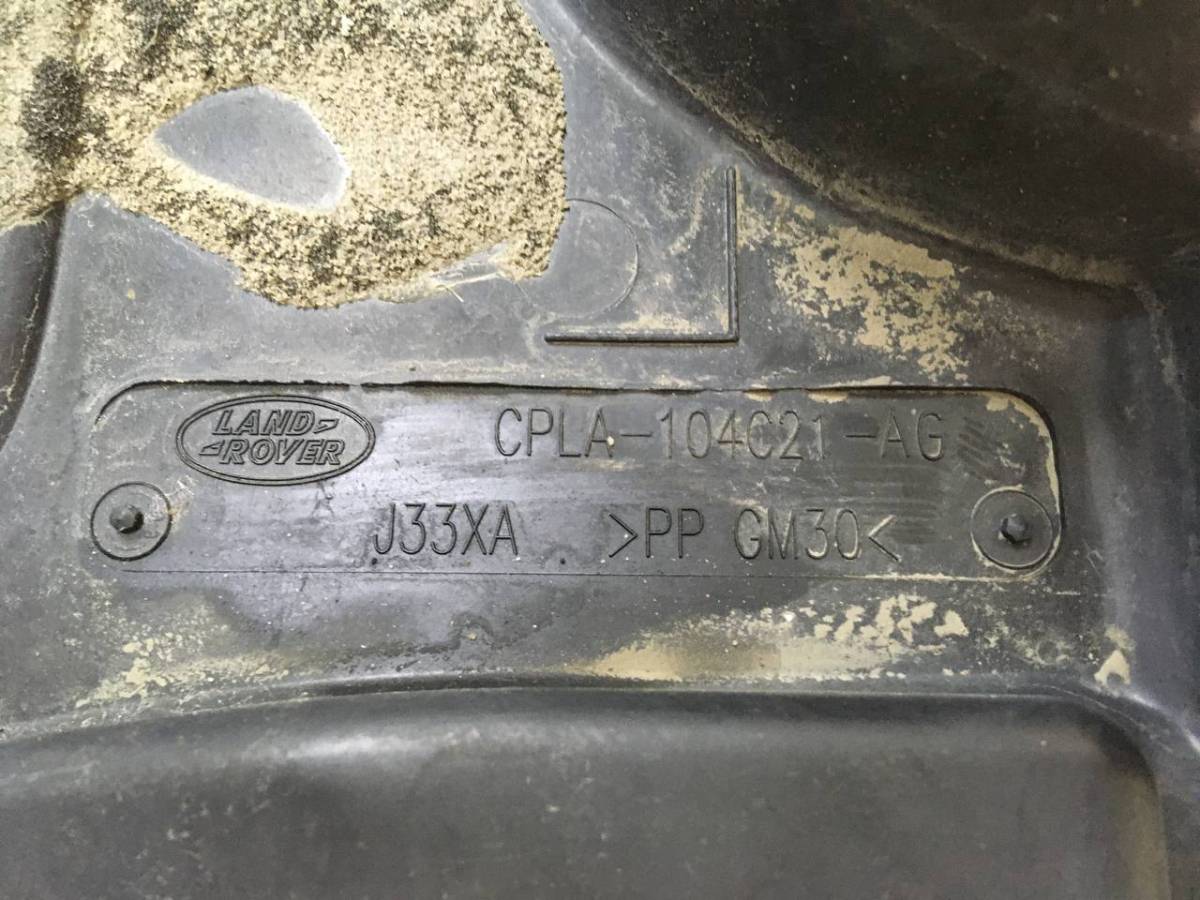 LAND
ROVER
CPLA-104C21-AG
J33XA >PP GM30<